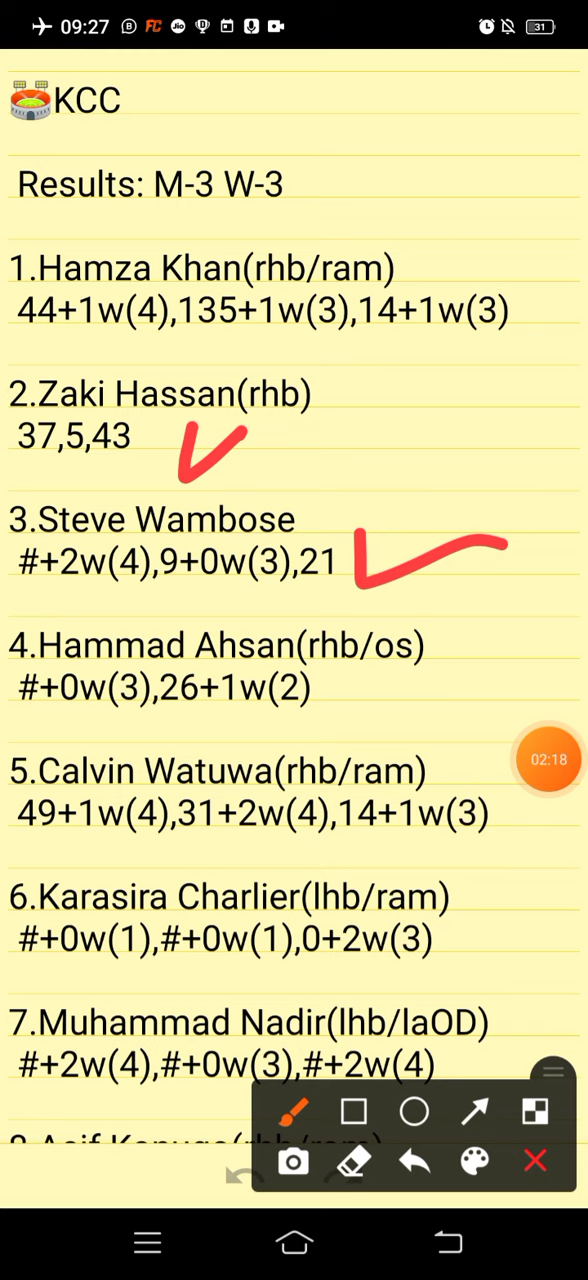 09:27
31
KCC
Results: M-3 W-3
1.Hamza Khan(rhb/ram)
44+1w(4),135+1w(3),14+1w(3)
2.Zaki Hassan(rhb)
37,5,43
3.Steve Wambose
#+2w(4),9+0w(3),21
4.Hammad Ahsan(rhb/os)
#+0w(3),26+1w(2)
02:18
5.Calvin Watuwa(rhb/ram)
49+1w(4),31+2w(4),14+1w(3)
6.Karasira Charlier(lhb/ram)
#+0w(1),#+0w(1),0+2w(3)
7.Muhammad Nadir(lhb/laOD)
#+2w(4),#+0w(3),#+2w(4)